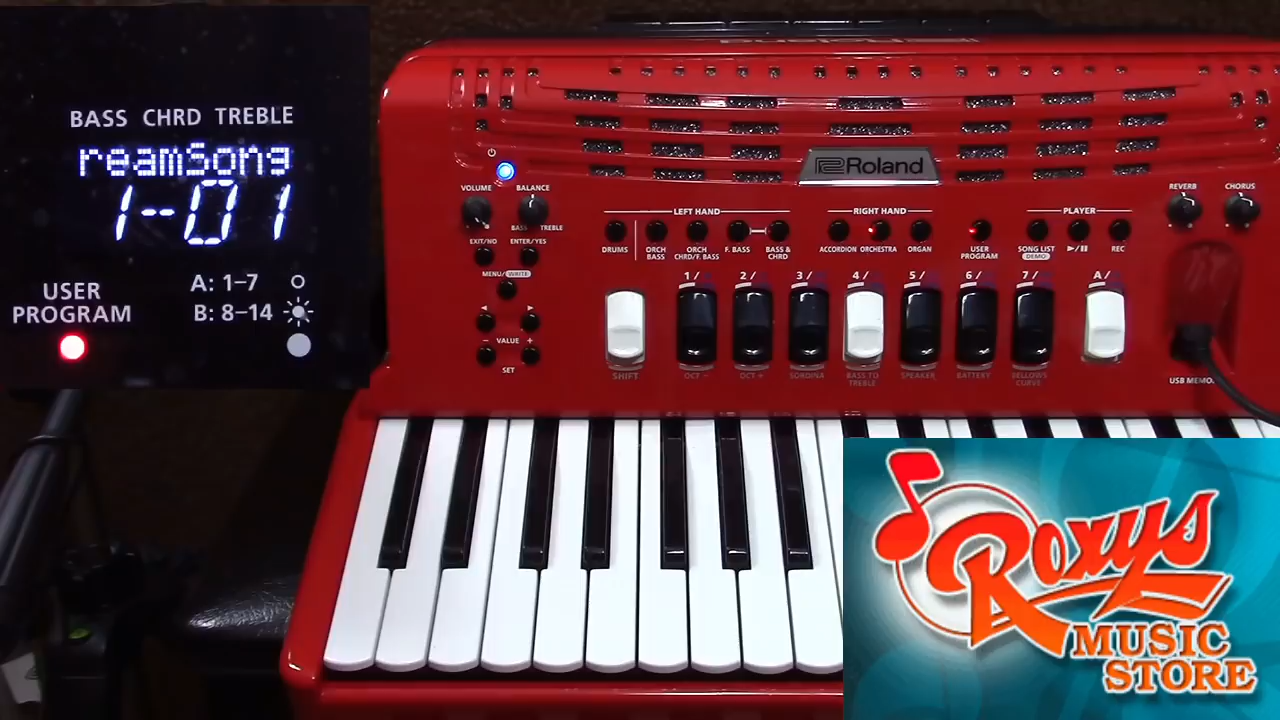 BASS CHRD TREBLE
reamSong
1--01
USER
PROGRAM
A: 1–7
B: 8–14
Roland
VOLUME
BALANCE
BASS TREBLE
EXIT/NO
ENTER/YES
MENU/WRITE
- VALUE +
SET
LEFT HAND
DRUMS
ORCH
BASS
ORCH
CHRD/F. BASS
F. BASS
BASS &
CHRD
RIGHT HAND
ACCORDION
ORCHESTRA
ORGAN
USER
PROGRAM
PLAYER
SONG LIST
DEMO
REC
REVERB
CHORUS
1 /
2 /
3 /
4 /
5 /
6 /
7 /
A /
SHIFT
OCT -
OCT +
SORDINA
BASS TO
TREBLE
SPEAKER
BATTERY
BELLOWS
CURVE
Roxys
MUSIC
STORE